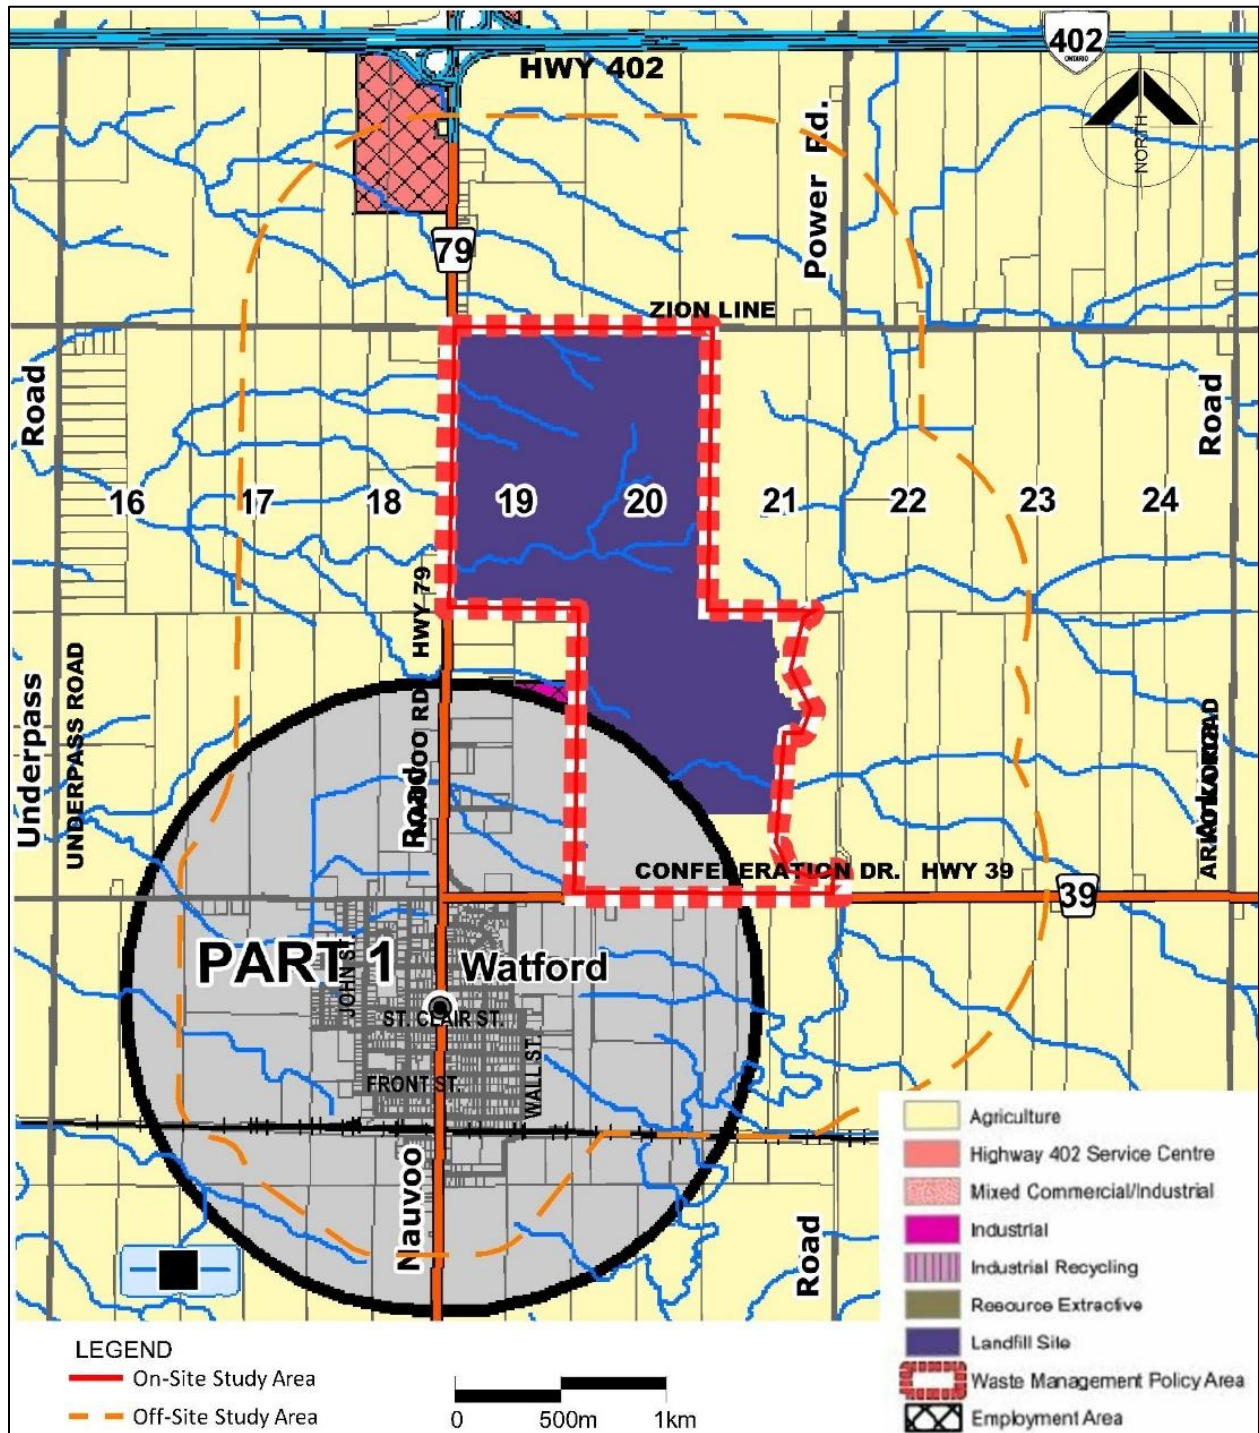 402
ONTARIO
HWY 402
NORTH
Power Rd.
79
ZION LINE
Road
Road
16 17 18 19 20 21 22 23 24
HWY 79
Underpass
UNDERPASS ROAD
NAUVOO RD
Road
CONFEDERATION DR. HWY 39
39
PART 1
Watford
JOHN ST.
ST. CLAIR ST.
FRONT ST.
WALL ST.
Nauvoo
Road
Agriculture
Highway 402 Service Centre
Mixed Commercial/Industrial
Industrial
Industrial Recycling
Resource Extractive
Landfill Site
Waste Management Policy Area
Employment Area
LEGEND
On-Site Study Area
Off-Site Study Area
0 500m 1km